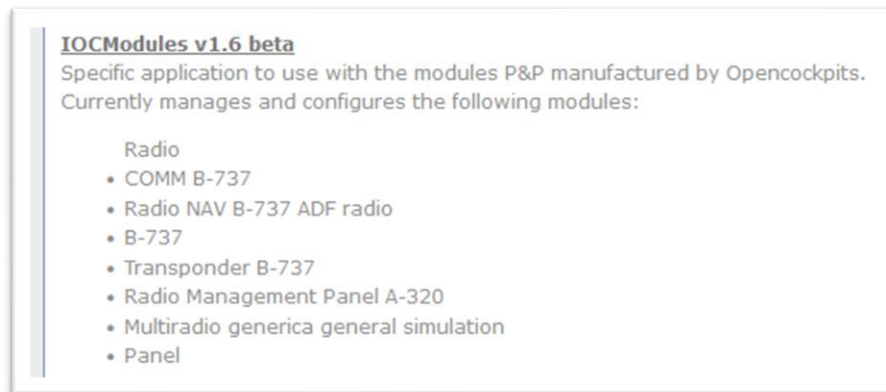 IOCModules v1.6 beta
Specific application to use with the modules P&P manufactured by Opencockpits.
Currently manages and configures the following modules:
Radio
• COMM B-737
• Radio NAV B-737 ADF radio
• B-737
• Transponder B-737
• Radio Management Panel A-320
• Multiradio generica general simulation
• Panel